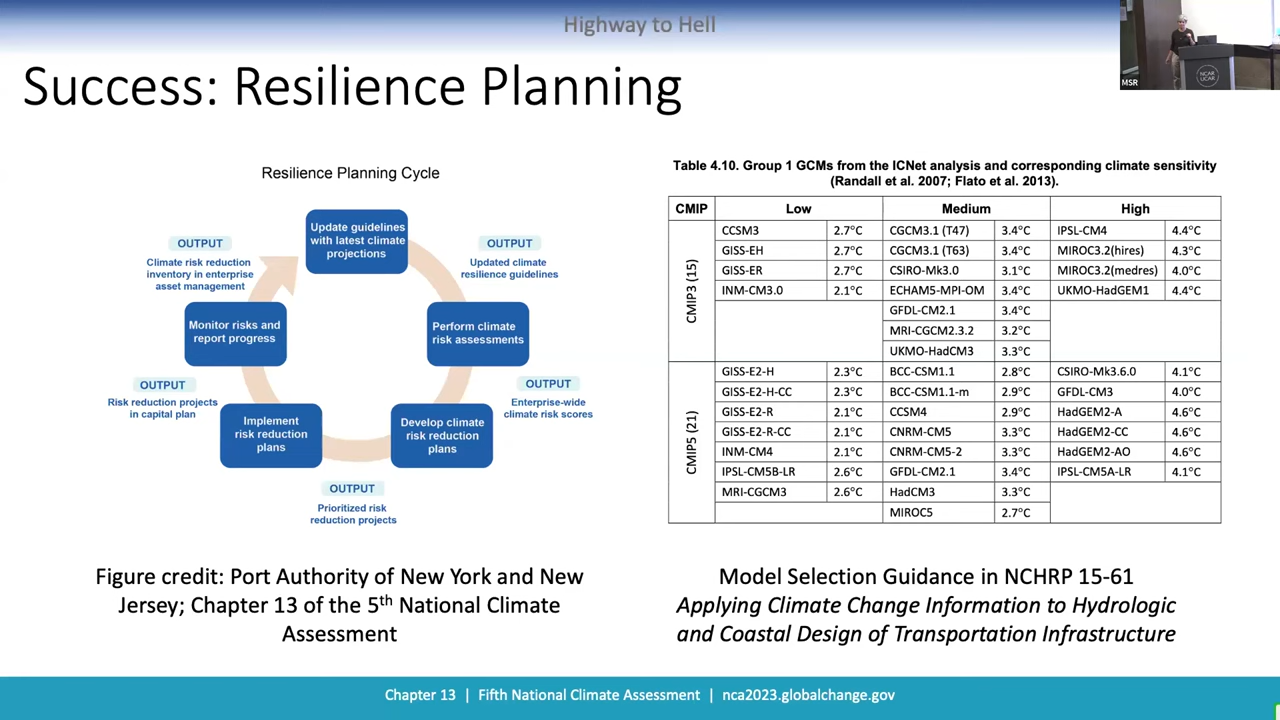 Highway to Hell
MSR
NCAR
UCAR
Success: Resilience Planning
Resilience Planning Cycle
Update guidelines
with latest climate
projections
OUTPUT
Updated climate
resilience guidelines
Perform climate
risk assessments
OUTPUT
Enterprise-wide
climate risk scores
Develop climate
risk reduction
plans
OUTPUT
Prioritized risk
reduction projects
Implement
risk reduction
plans
OUTPUT
Risk reduction projects
in capital plan
Monitor risks and
report progress
OUTPUT
Climate risk reduction
inventory in enterprise
asset management
Figure credit: Port Authority of New York and New
Jersey; Chapter 13 of the 5th National Climate
Assessment
Table 4.10. Group 1 GCMs from the ICNet analysis and corresponding climate sensitivity
(Randall et al. 2007; Flato et al. 2013).
CMIP Low Medium High
CMIP3 (15)
CCSM3 2.7°C CGCM3.1 (T47) 3.4°C IPSL-CM4 4.4°C
GISS-EH 2.7°C CGCM3.1 (T63) 3.4°C MIROC3.2(hires) 4.3°C
GISS-ER 2.7°C CSIRO-Mk3.0 3.1°C MIROC3.2(medres) 4.0°C
INM-CM3.0 2.1°C ECHAM5-MPI-OM 3.4°C UKMO-HadGEM1 4.4°C
GFDL-CM2.1 3.4°C
MRI-CGCM2.3.2 3.2°C
UKMO-HadCM3 3.3°C
CMIP5 (21)
GISS-E2-H 2.3°C BCC-CSM1.1 2.8°C CSIRO-Mk3.6.0 4.1°C
GISS-E2-H-CC 2.3°C BCC-CSM1.1-m 2.9°C GFDL-CM3 4.0°C
GISS-E2-R 2.1°C CCSM4 2.9°C HadGEM2-A 4.6°C
GISS-E2-R-CC 2.1°C CNRM-CM5 3.3°C HadGEM2-CC 4.6°C
INM-CM4 2.1°C CNRM-CM5-2 3.3°C HadGEM2-AO 4.6°C
IPSL-CM5B-LR 2.6°C GFDL-CM2.1 3.4°C IPSL-CM5A-LR 4.1°C
MRI-CGCM3 2.6°C HadCM3 3.3°C
MIROC5 2.7°C
Model Selection Guidance in NCHRP 15-61
Applying Climate Change Information to Hydrologic
and Coastal Design of Transportation Infrastructure
Chapter 13 | Fifth National Climate Assessment | nca2023.globalchange.gov